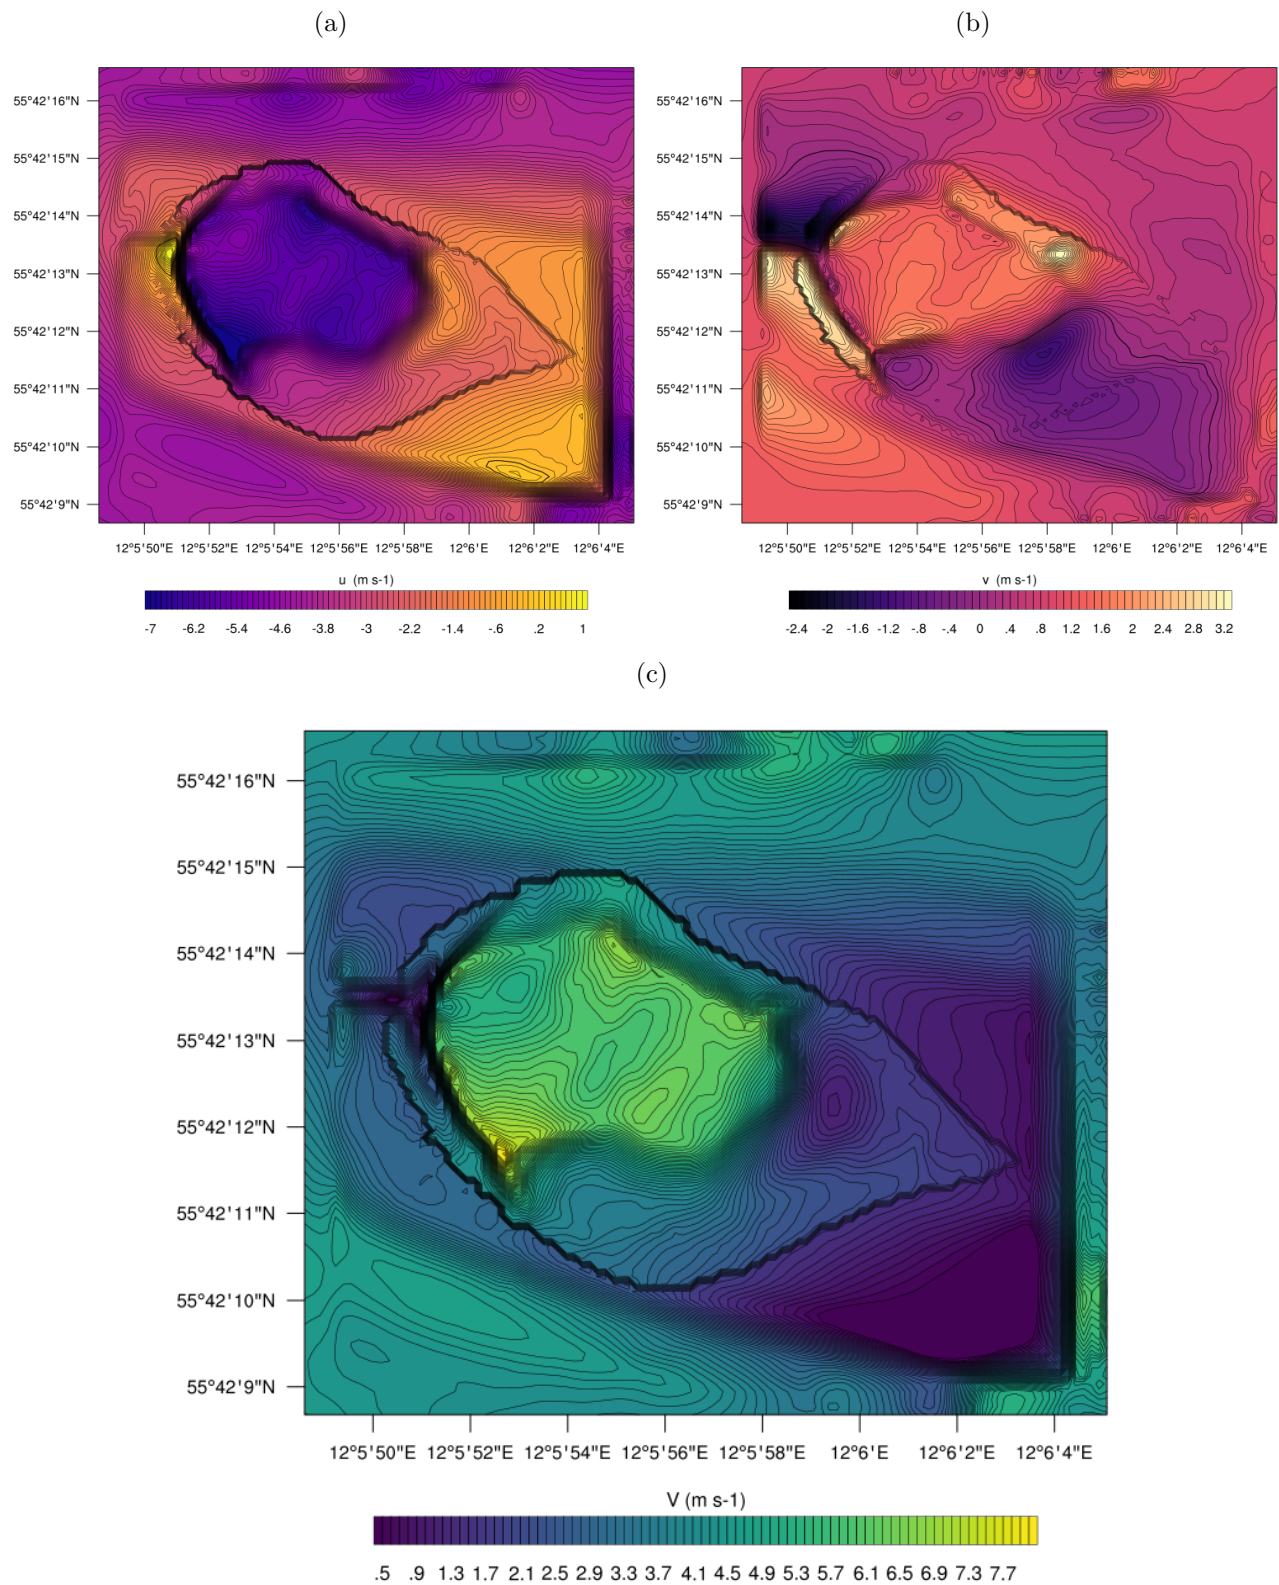 (a)
(b)
55°42'16"N
55°42'15"N
55°42'14"N
55°42'13"N
55°42'12"N
55°42'11"N
55°42'10"N
55°42'9"N
12°5'50"E 12°5'52"E 12°5'54"E 12°5'56"E 12°5'58"E 12°6'E 12°6'2"E 12°6'4"E
u (m s-1)
-7 -6.2 -5.4 -4.6 -3.8 -3 -2.2 -1.4 -.6 .2 1
55°42'16"N
55°42'15"N
55°42'14"N
55°42'13"N
55°42'12"N
55°42'11"N
55°42'10"N
55°42'9"N
12°5'50"E 12°5'52"E 12°5'54"E 12°5'56"E 12°5'58"E 12°6'E 12°6'2"E 12°6'4"E
v (m s-1)
-2.4 -2 -1.6 -1.2 -.8 -.4 0 .4 .8 1.2 1.6 2 2.4 2.8 3.2
(c)
55°42'16"N
55°42'15"N
55°42'14"N
55°42'13"N
55°42'12"N
55°42'11"N
55°42'10"N
55°42'9"N
12°5'50"E 12°5'52"E 12°5'54"E 12°5'56"E 12°5'58"E 12°6'E 12°6'2"E 12°6'4"E
V (m s-1)
.5 .9 1.3 1.7 2.1 2.5 2.9 3.3 3.7 4.1 4.5 4.9 5.3 5.7 6.1 6.5 6.9 7.3 7.7